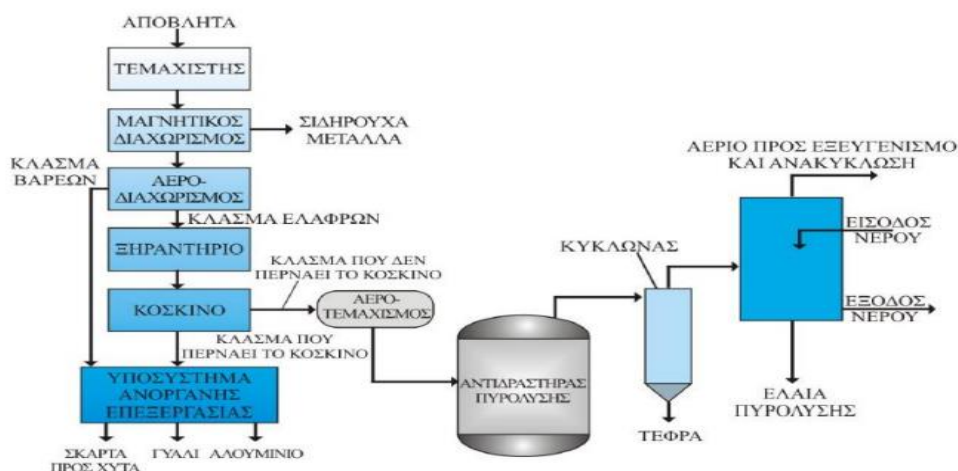 ΑΠΟΒΛΗΤΑ
ΤΕΜΑΧΙΣΤΗΣ
ΜΑΓΝΗΤΙΚΟΣ
ΔΙΑΧΩΡΙΣΜΟΣ
ΣΙΔΗΡΟΥΧΑ
ΜΕΤΑΛΛΑ
ΚΛΑΣΜΑ
ΒΑΡΕΩΝ
ΑΕΡΟ-
ΔΙΑΧΩΡΙΣΜΟΣ
ΚΛΑΣΜΑ ΕΛΑΦΡΩΝ
ΞΗΡΑΝΤΗΡΙΟ
ΚΛΑΣΜΑ ΠΟΥ ΔΕΝ
ΠΕΡΝΑΕΙ ΤΟ ΚΟΣΚΙΝΟ
ΚΟΣΚΙΝΟ
ΑΕΡΟ-
ΤΕΜΑΧΙΣΜΟΣ
ΚΛΑΣΜΑ ΠΟΥ
ΠΕΡΝΑΕΙ ΤΟ ΚΟΣΚΙΝΟ
ΥΠΟΣΥΣΤΗΜΑ
ΑΝΟΡΓΑΝΗΣ
ΕΠΕΞΕΡΓΑΣΙΑΣ
ΣΚΑΡΤΑ
ΠΡΟΣ ΧΥΤΑ
ΓΥΑΛΙ
ΑΛΟΥΜΙΝΙΟ
ΑΝΤΙΔΡΑΣΤΗΡΑΣ
ΠΥΡΟΛΥΣΗΣ
ΚΥΚΛΩΝΑΣ
ΤΕΦΡΑ
ΑΕΡΙΟ ΠΡΟΣ ΕΞΕΥΓΕΝΙΣΜΟ
ΚΑΙ ΑΝΑΚΥΚΛΩΣΗ
ΕΙΣΟΔΟΣ
ΝΕΡΟΥ
ΕΞΟΔΟΣ
ΝΕΡΟΥ
ΕΛΑΙΑ
ΠΥΡΟΛΥΣΗΣ